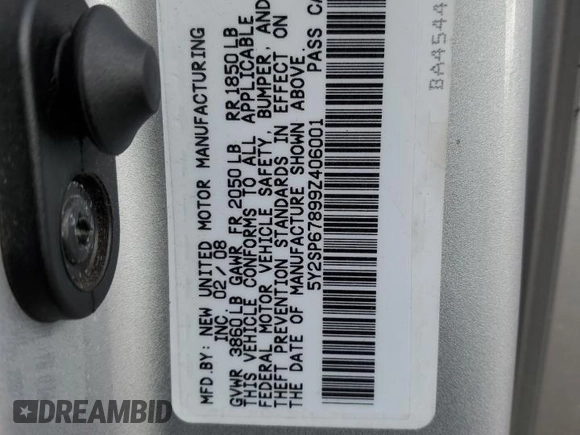 MFD.BY: NEW UNITED MOTOR MANUFACTURING
INC. 02/08
GVWR 3860LB GAWR FR 2050LB RR1850LB
THIS VEHICLE CONFORMS TO ALL APPLICABLE
FEDERAL MOTOR VEHICLE SAFETY, BUMPER, AND
THEFT PREVENTION STANDARDS IN EFFECT ON
THE DATE OF MANUFACTURE SHOWN ABOVE.
5Y2SP67899Z406001 PASS CA
BA4544
DREAMBID